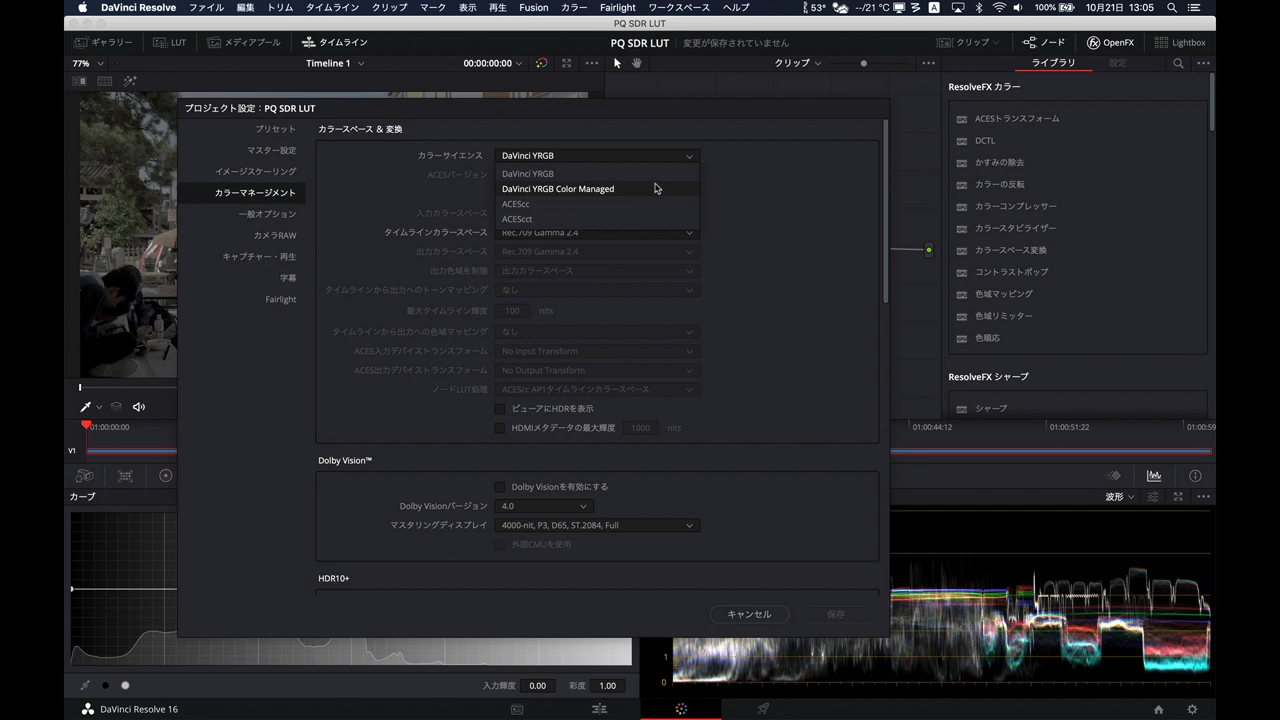 DaVinci Resolve ファイル 編集 トリム タイムライン クリップ マーク 表示 再生 Fusion カラー Fairlight ワークスペース ヘルプ 53° --/21 ℃ A 100% 10月21日 13:05
PQ SDR LUT
ギャラリー LUT メディアプール タイムライン PQ SDR LUT 変更が保存されていません クリップ ノード OpenFX Lightbox
77% Timeline 1 00:00:00:00 クリップ ライブラリ 設定
プロジェクト設定：PQ SDR LUT
プリセット
マスター設定
イメージスケーリング
カラーマネージメント
一般オプション
カメラRAW
キャプチャー・再生
字幕
Fairlight
カラースペース & 変換
カラーサイエンス DaVinci YRGB
DaVinci YRGB
DaVinci YRGB Color Managed
ACEScc
ACEScct
ACESバージョン
入力カラースペース
タイムラインカラースペース Rec.709 Gamma 2.4
出力カラースペース Rec.709 Gamma 2.4
出力色域を制限 出力カラースペース
タイムラインから出力へのトーンマッピング なし
最大タイムライン輝度 100 nits
タイムラインから出力への色域マッピング なし
ACES入力デバイストランスフォーム No Input Transform
ACES出力デバイストランスフォーム No Output Transform
ノードLUT処理 ACEScc AP1タイムラインカラースペース
ビューアにHDRを表示
HDMIメタデータの最大輝度 1000 nits
Dolby Vision™
Dolby Visionを有効にする
Dolby Visionバージョン 4.0
マスタリングディスプレイ 4000-nit, P3, D65, ST.2084, Full
外部CMUを使用
HDR10+
キャンセル 保存
ResolveFX カラー
ACESトランスフォーム
DCTL
かすみの除去
カラーの反転
カラーコンプレッサー
カラースタビライザー
カラースペース変換
コントラストポップ
色域マッピング
色域リミッター
色順応
ResolveFX シャープ
シャープ
01:00:00:00 01:00:44:12 01:00:51:22 01:00:59
V1
カーブ 波形
1
0
入力輝度 0.00 彩度 1.00
DaVinci Resolve 16